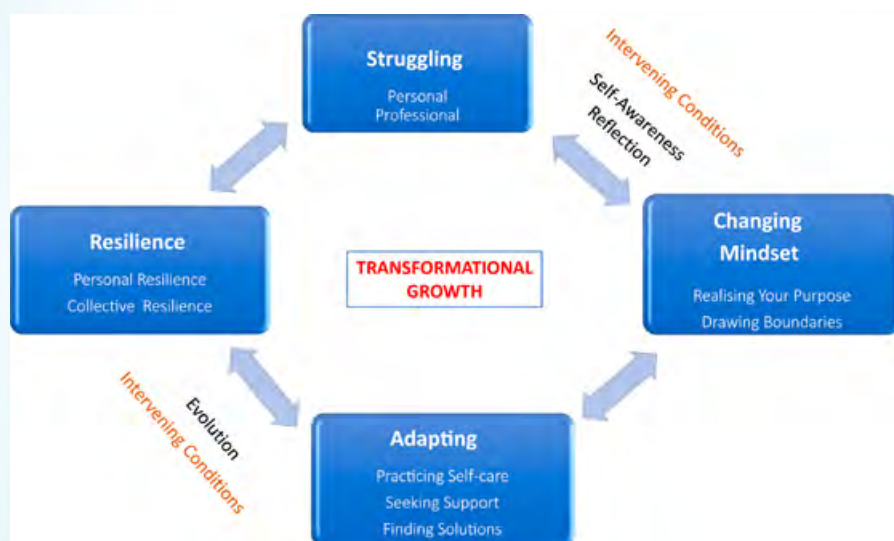 Struggling
Personal
Professional
Intervening Conditions
Self-Awareness
Reflection
Changing
Mindset
Realising Your Purpose
Drawing Boundaries
Resilience
Personal Resilience
Collective Resilience
TRANSFORMATIONAL
GROWTH
Evolution
Intervening Conditions
Adapting
Practicing Self-care
Seeking Support
Finding Solutions